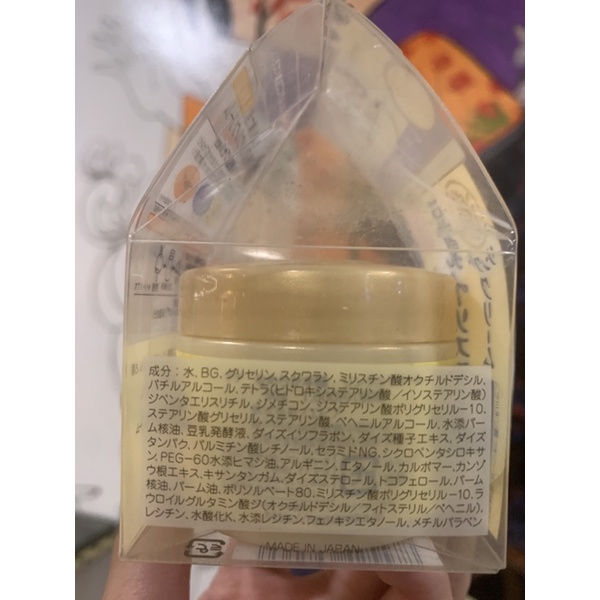 成分：水、BG、グリセリン、スクワラン、ミリスチン酸オクチルドデシル、
バチルアルコール、テトラ(ヒドロキシステアリン酸／イソステアリン酸)
ジペンタエリスリチル、ジメチコン、ジステアリン酸ポリグリセリル-10、
ステアリン酸グリセリル、ステアリン酸、ベヘニルアルコール、水添パー
ム核油、豆乳発酵液、ダイズイソフラボン、ダイズ種子エキス、ダイズ
タンパク、パルミチン酸レチノール、セラミドNG、シクロペンタシロキサ
ン、PEG-60水添ヒマシ油、アルギニン、エタノール、カルボマー、カンゾ
ウ根エキス、キサンタンガム、ダイズステロール、トコフェロール、パーム
核油、パーム油、ポリソルベート80、ミリスチン酸ポリグリセリル-10、ラ
ウロイルグルタミン酸ジ(オクチルドデシル／フィトステリル／ベヘニル)、
レシチン、水酸化K、水添レシチン、フェノキシエタノール、メチルパラベン
MADE IN JAPAN